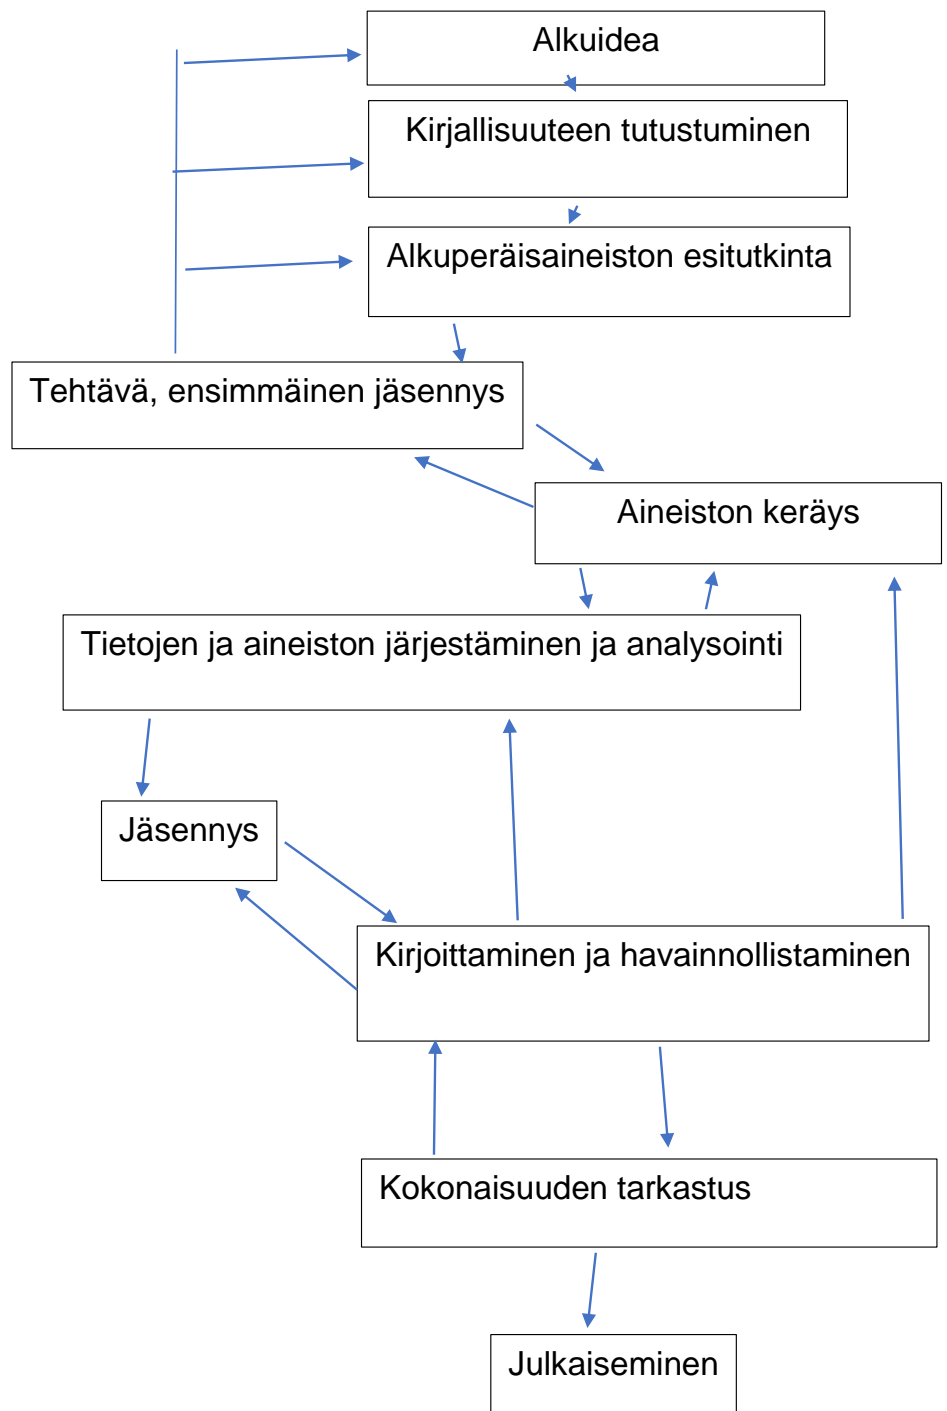 Alkuidea
Kirjallisuuteen tutustuminen
Alkuperäisaineiston esitutkinta
Tehtävä, ensimmäinen jäsennys
Aineiston keräys
Tietojen ja aineiston järjestäminen ja analysointi
Jäsennys
Kirjoittaminen ja havainnollistaminen
Kokonaisuuden tarkastus
Julkaiseminen